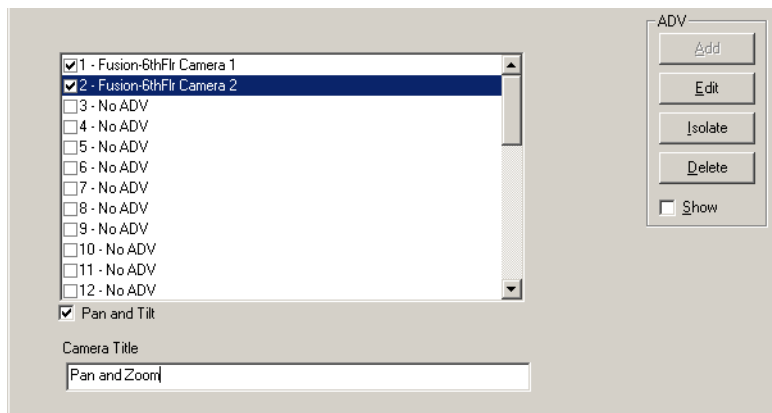 1 - Fusion-6thFlr Camera 1
2 - Fusion-6thFlr Camera 2
3 - No ADV
4 - No ADV
5 - No ADV
6 - No ADV
7 - No ADV
8 - No ADV
9 - No ADV
10 - No ADV
11 - No ADV
12 - No ADV
Pan and Tilt
Camera Title
Pan and Zoom
ADV
Add
Edit
Isolate
Delete
Show